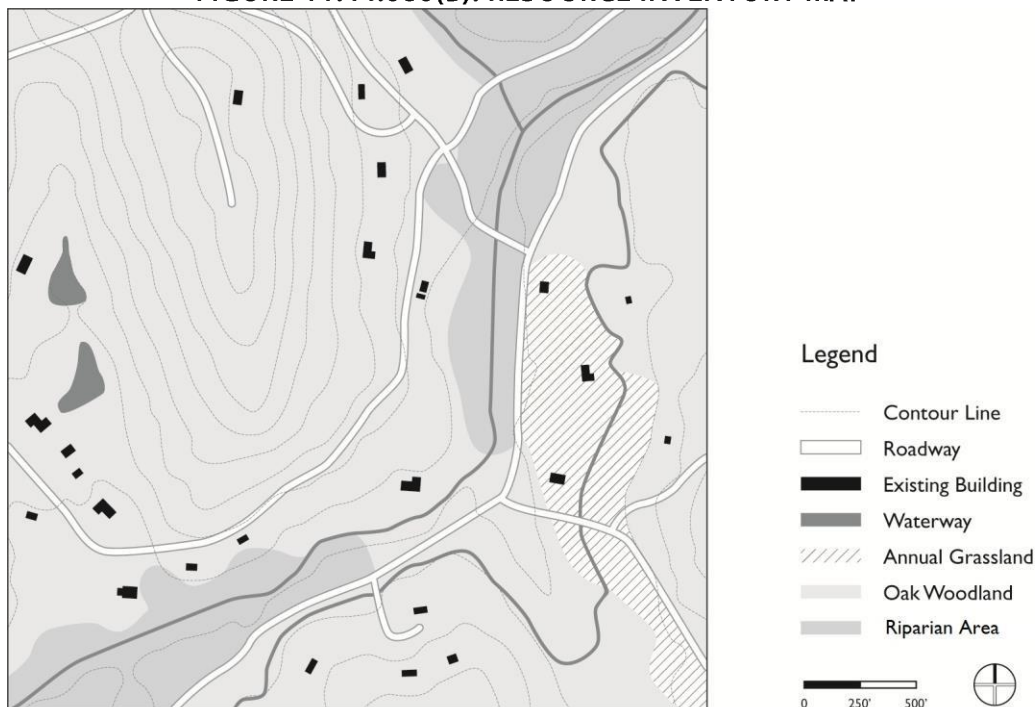 Legend
Contour Line
Roadway
Existing Building
Waterway
Annual Grassland
Oak Woodland
Riparian Area
0 250' 500'